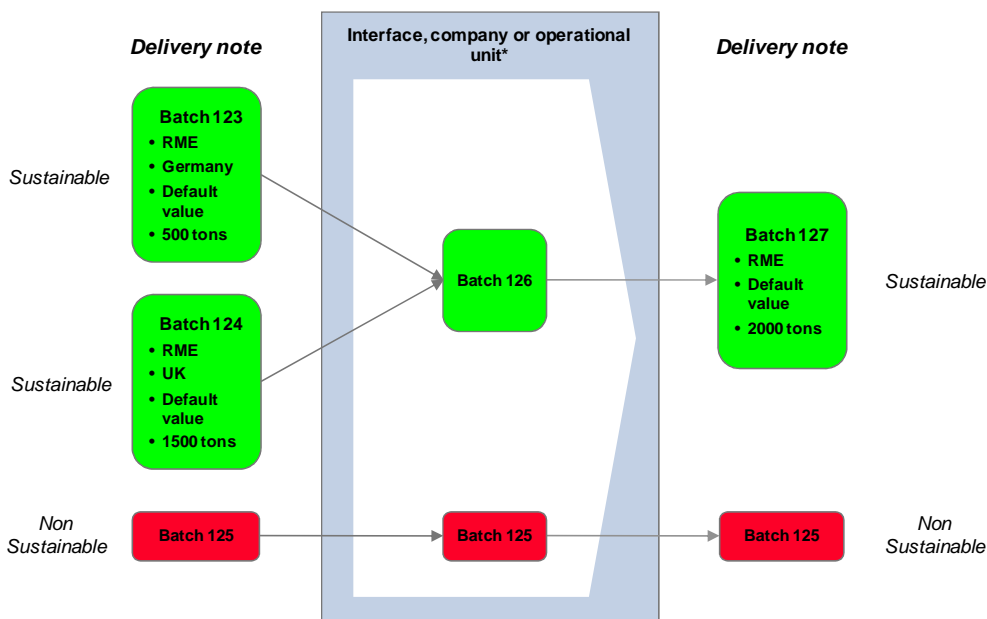 Delivery note
Interface, company or operational
unit*
Delivery note
Sustainable
Batch 123
• RME
• Germany
• Default
value
• 500 tons
Sustainable
Batch 124
• RME
• UK
• Default
value
• 1500 tons
Batch 126
Batch 127
• RME
• Default
value
• 2000 tons
Sustainable
Non
Sustainable
Batch 125
Batch 125
Batch 125
Non
Sustainable